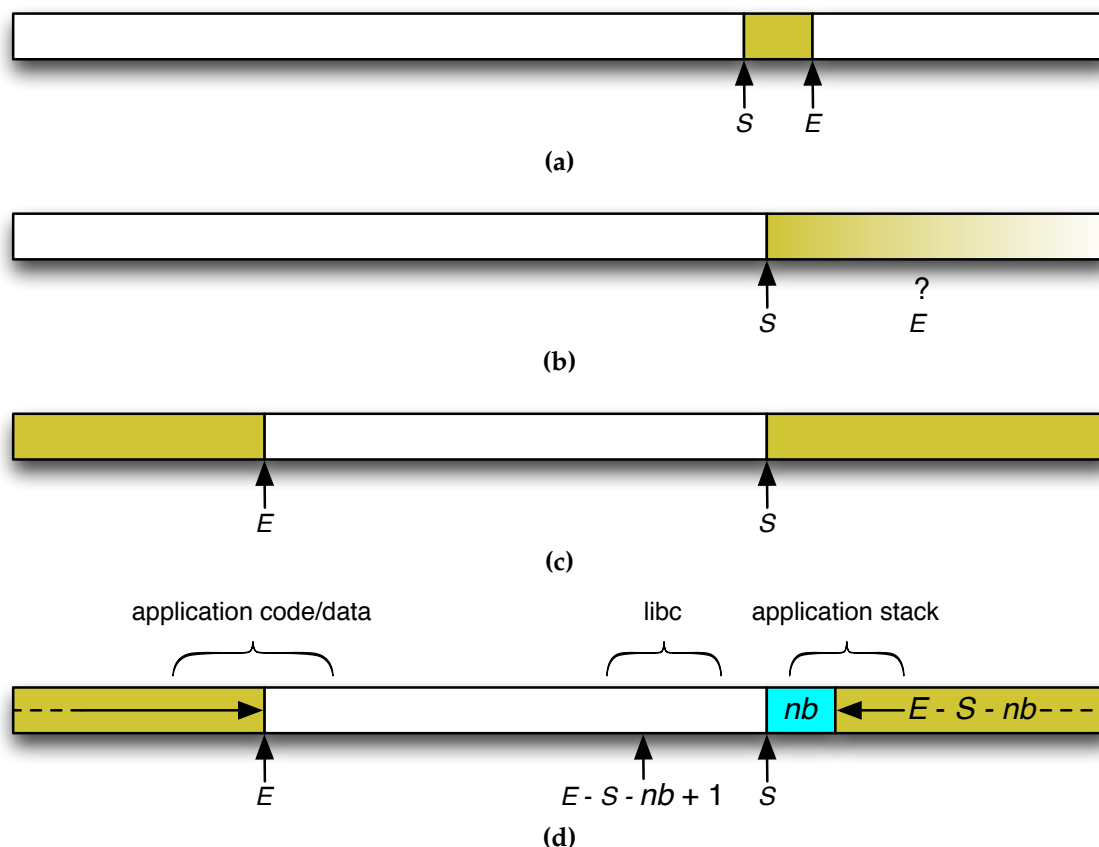 S E
(a)
?
S E
(b)
E S
(c)
application code/data libc application stack
nb E - S - nb
E E - S - nb + 1 S
(d)